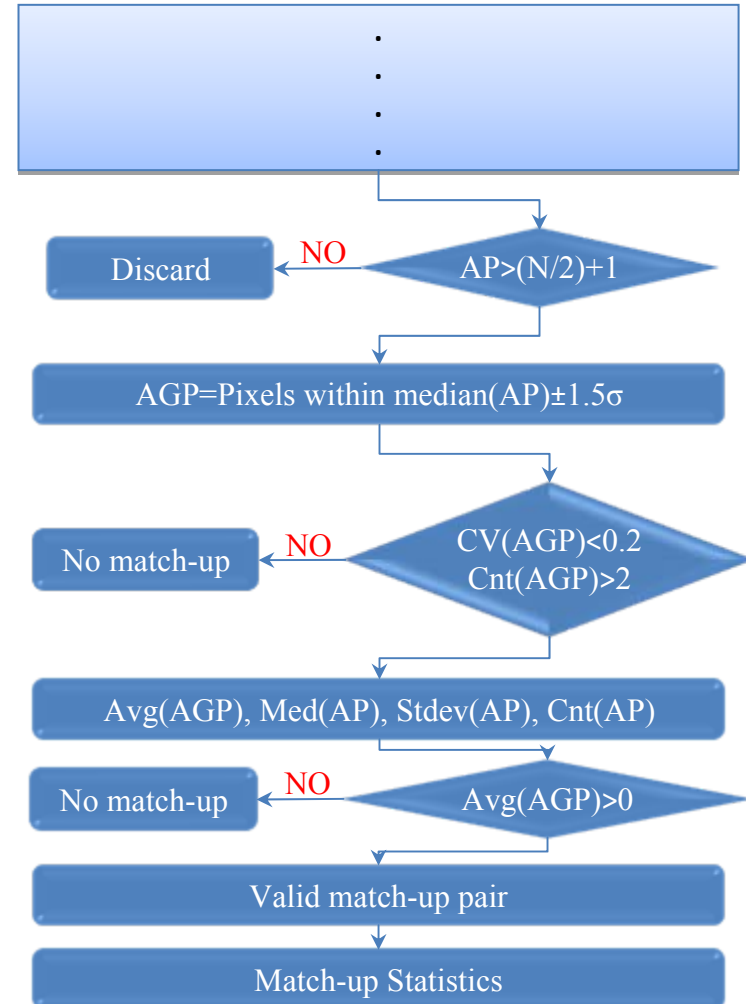 .
.
.
.
AP>(N/2)+1
NO
Discard
AGP=Pixels within median(AP)±1.5σ
CV(AGP)<0.2
Cnt(AGP)>2
NO
No match-up
Avg(AGP), Med(AP), Stdev(AP), Cnt(AP)
Avg(AGP)>0
NO
No match-up
Valid match-up pair
Match-up Statistics